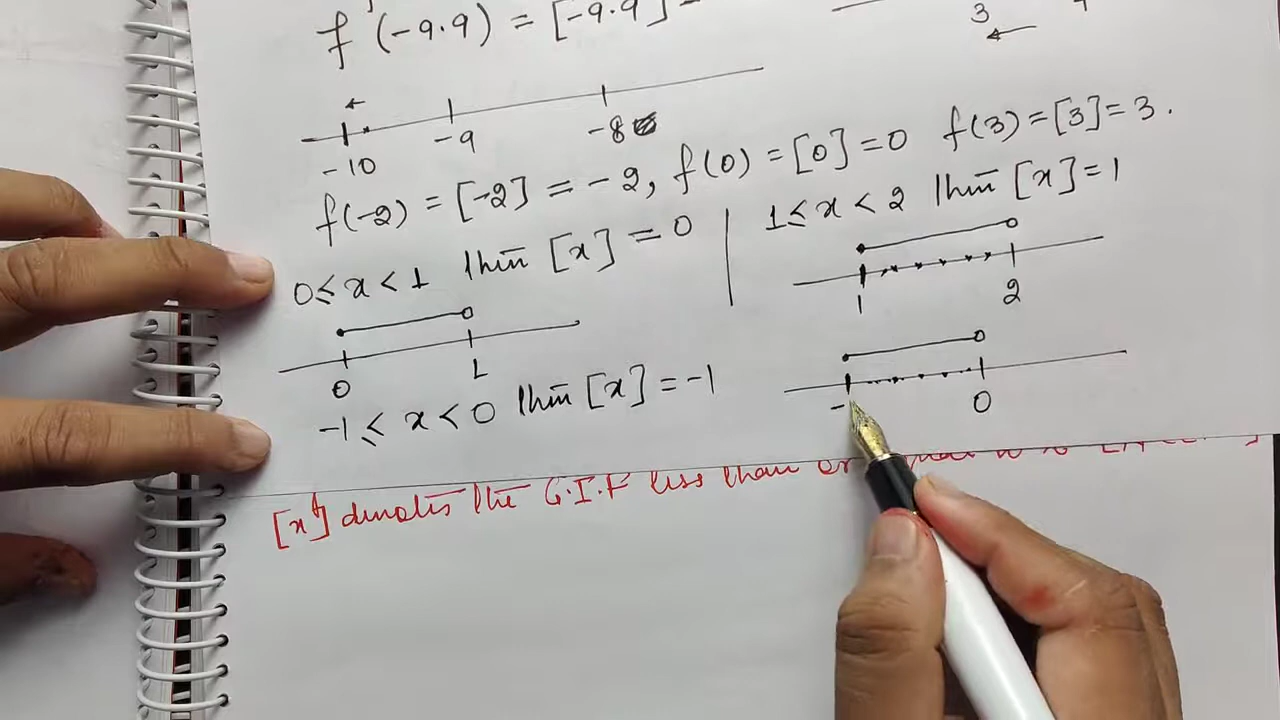 f(-9.9) = [-9.9]
3
-10 -9 -8
f(-2) = [-2] = -2, f(0) = [0] = 0 f(3) = [3] = 3.
0 ≤ x < 1 then [x] = 0
1 ≤ x < 2 then [x] = 1
0 1
1 2
-1 ≤ x < 0 then [x] = -1
- 0
[x] denotes the G.I.F less than or